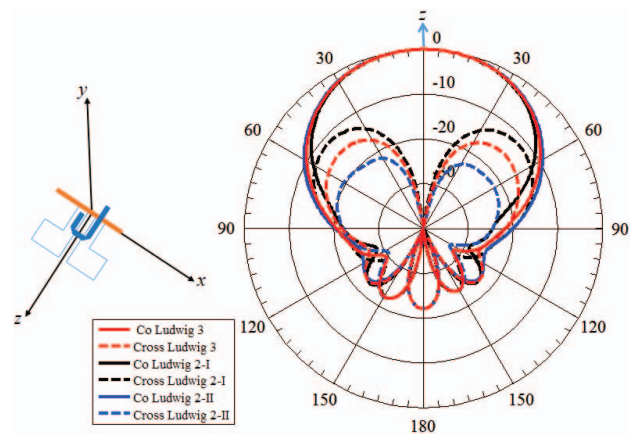 z
0
30
30
y
-10
60
60
-20
90
90
x
z
Co Ludwig 3
Cross Ludwig 3
Co Ludwig 2-I
Cross Ludwig 2-I
Co Ludwig 2-II
Cross Ludwig 2-II
120
120
150
150
180